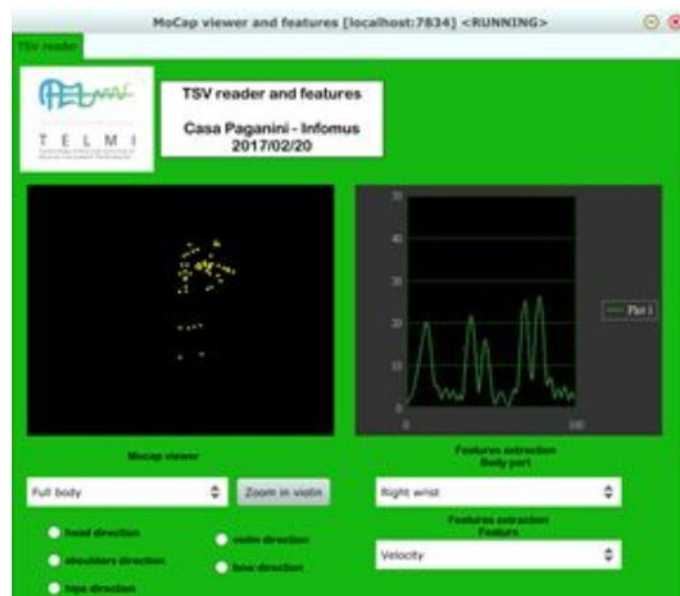 MoCap viewer and features [localhost:7834] <RUNNING>
TSV reader
TELMI
TSV reader and features
Casa Paganini - Infomus
2017/02/20
50
40
30
20
10
0
0
100
Plot 1
Mocap viewer
Full body
Zoom in violin
head direction
shoulders direction
hips direction
violin direction
bow direction
Features extraction
Body part
Right wrist
Features extraction
Feature
Velocity